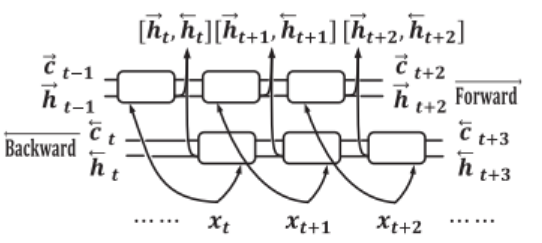 [h⃗_t, h⃖_t] [h⃗_{t+1}, h⃖_{t+1}] [h⃗_{t+2}, h⃖_{t+2}]
c⃗_{t−1} c⃗_{t+2}
h⃗_{t−1} h⃗_{t+2} Forward
Backward c⃖_t c⃖_{t+3}
h⃖_t h⃖_{t+3}
…… x_t x_{t+1} x_{t+2} ……